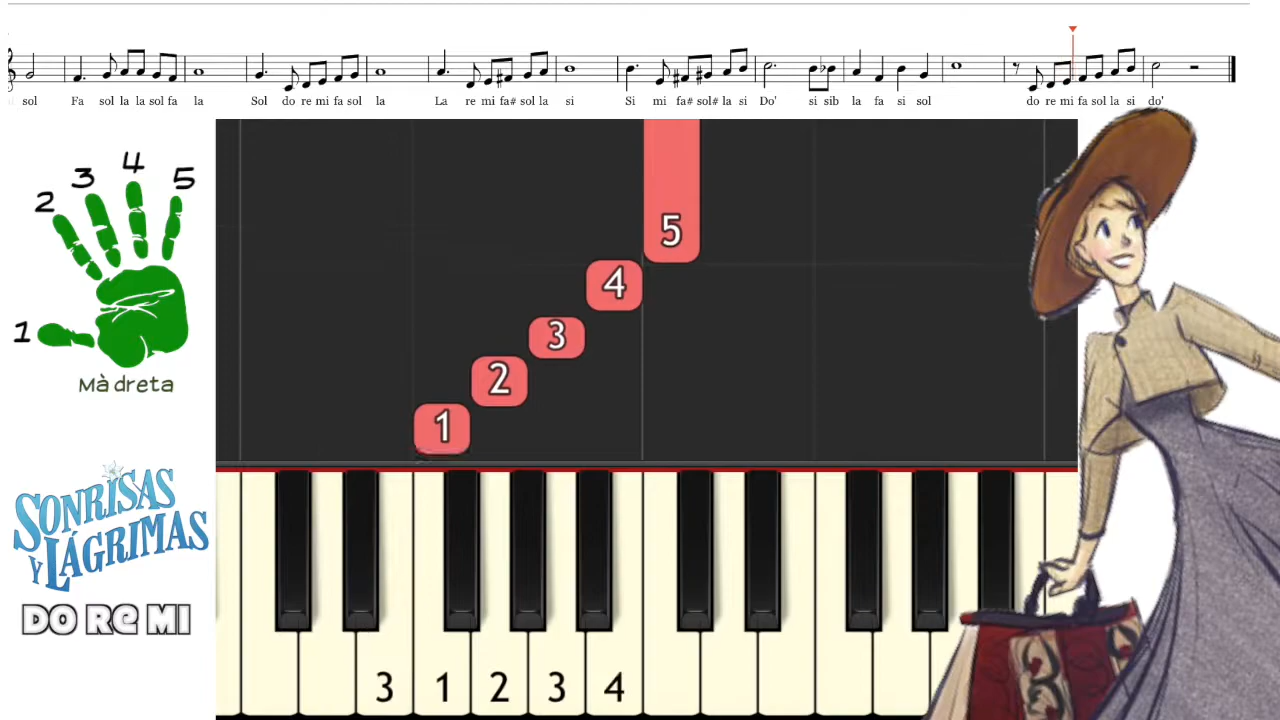 sol Fa sol la la sol fa la Sol do re mi fa sol la La re mi fa# sol la si Si mi fa# sol# la si Do' si sib la fa si sol do re mi fa sol la si do'
1 2 3 4 5
Mà dreta
SONRISAS
Y LÁGRIMAS
DO RE MI
5
4
3
2
1
3 1 2 3 4